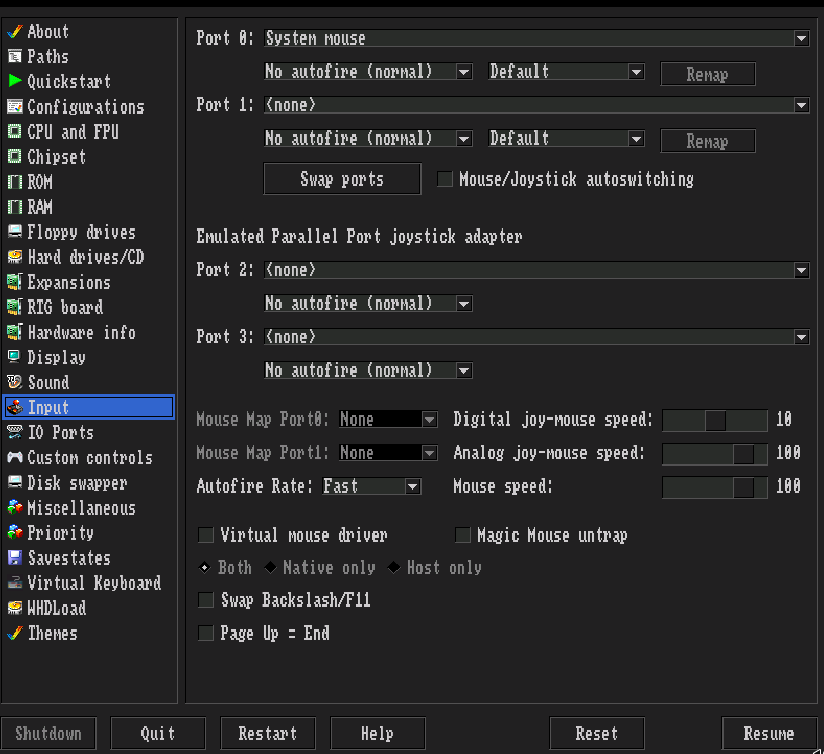 About
Paths
Quickstart
Configurations
CPU and FPU
Chipset
ROM
RAM
Floppy drives
Hard drives/CD
Expansions
RTG board
Hardware info
Display
Sound
Input
IO Ports
Custom controls
Disk swapper
Miscellaneous
Priority
Savestates
Virtual Keyboard
WHDLoad
Themes
Port 0: System mouse
No autofire (normal) Default Remap
Port 1: <none>
No autofire (normal) Default Remap
Swap ports Mouse/Joystick autoswitching
Emulated Parallel Port joystick adapter
Port 2: <none>
No autofire (normal)
Port 3: <none>
No autofire (normal)
Mouse Map Port0: None Digital joy-mouse speed: 10
Mouse Map Port1: None Analog joy-mouse speed: 100
Autofire Rate: Fast Mouse speed: 100
Virtual mouse driver Magic Mouse untrap
Both Native only Host only
Swap Backslash/F11
Page Up = End
Shutdown Quit Restart Help Reset Resume